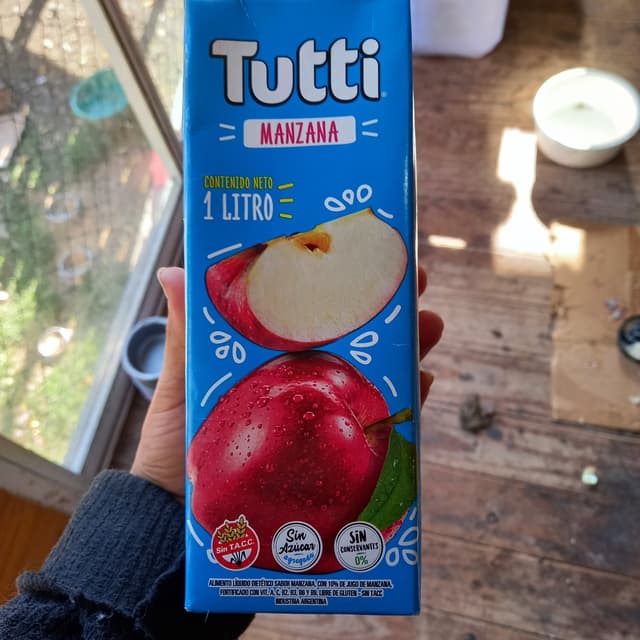 Tutti
MANZANA
CONTENIDO NETO
1 LITRO
Sin T.A.C.C.
Sin
Azúcar
agregada
SIN
CONSERVANTES
0%
ALIMENTO LÍQUIDO DIETÉTICO SABOR MANZANA, CON 10% DE JUGO DE MANZANA,
FORTIFICADO CON VIT. A, C, B2, B3, B6 Y B9. LIBRE DE GLUTEN - SIN TACC
INDUSTRIA ARGENTINA